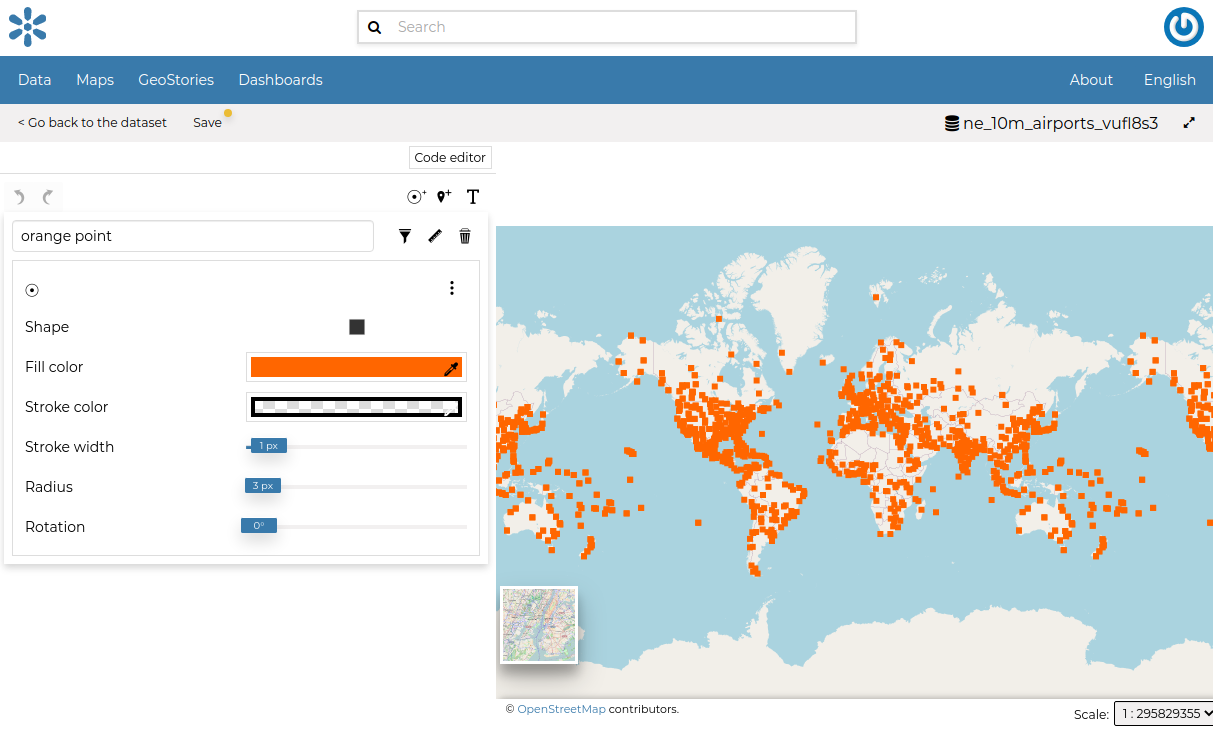 Search
Data Maps GeoStories Dashboards About English
< Go back to the dataset Save ne_10m_airports_vufl8s3
Code editor
T
orange point
Shape
Fill color
Stroke color
Stroke width 1 px
Radius 3 px
Rotation 0°
© OpenStreetMap contributors.
Scale: 1 : 295829355